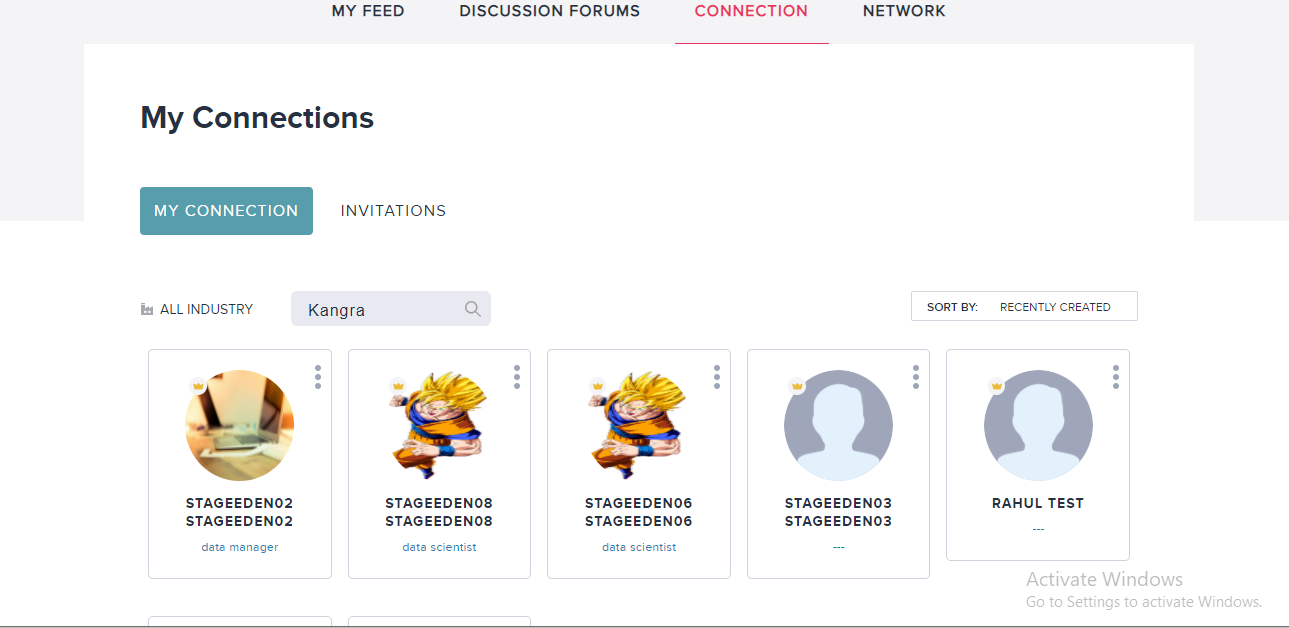 MY FEED DISCUSSION FORUMS CONNECTION NETWORK
My Connections
MY CONNECTION INVITATIONS
ALL INDUSTRY Kangra SORT BY: RECENTLY CREATED
STAGEEDEN02
STAGEEDEN02
data manager
STAGEEDEN08
STAGEEDEN08
data scientist
STAGEEDEN06
STAGEEDEN06
data scientist
STAGEEDEN03
STAGEEDEN03
---
RAHUL TEST
---
Activate Windows
Go to Settings to activate Windows.